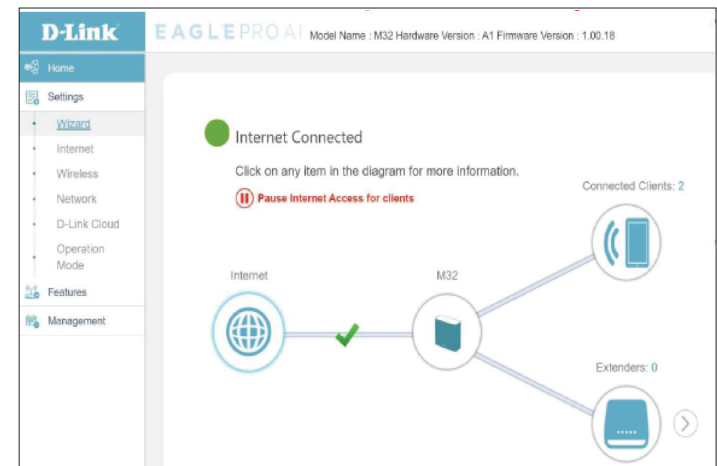 D-Link
EAGLE PRO AI Model Name : M32 Hardware Version : A1 Firmware Version : 1.00.18
Home
Settings
Wizard
Internet
Wireless
Network
D-Link Cloud
Operation
Mode
Features
Management
Internet Connected
Click on any item in the diagram for more information.
Pause Internet Access for clients
Connected Clients: 2
Internet
M32
Extenders: 0